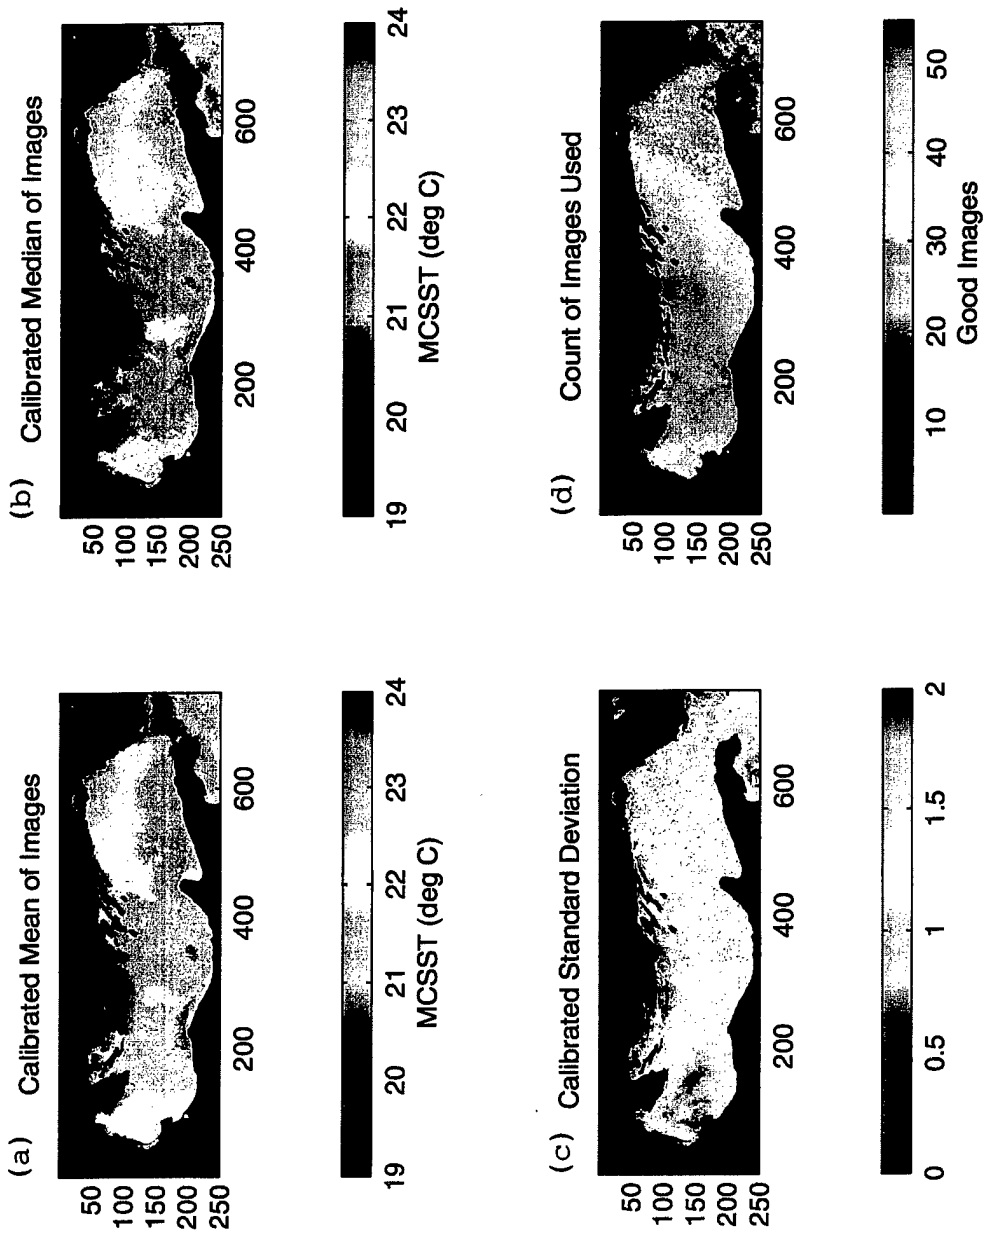 (a) Calibrated Mean of Images
50
100
150
200
250
200 400 600
19 20 21 22 23 24
MCSST (deg C)
(b) Calibrated Median of Images
50
100
150
200
250
200 400 600
19 20 21 22 23 24
MCSST (deg C)
(c) Calibrated Standard Deviation
50
100
150
200
250
200 400 600
0 0.5 1 1.5 2
(d) Count of Images Used
50
100
150
200
250
200 400 600
10 20 30 40 50
Good Images